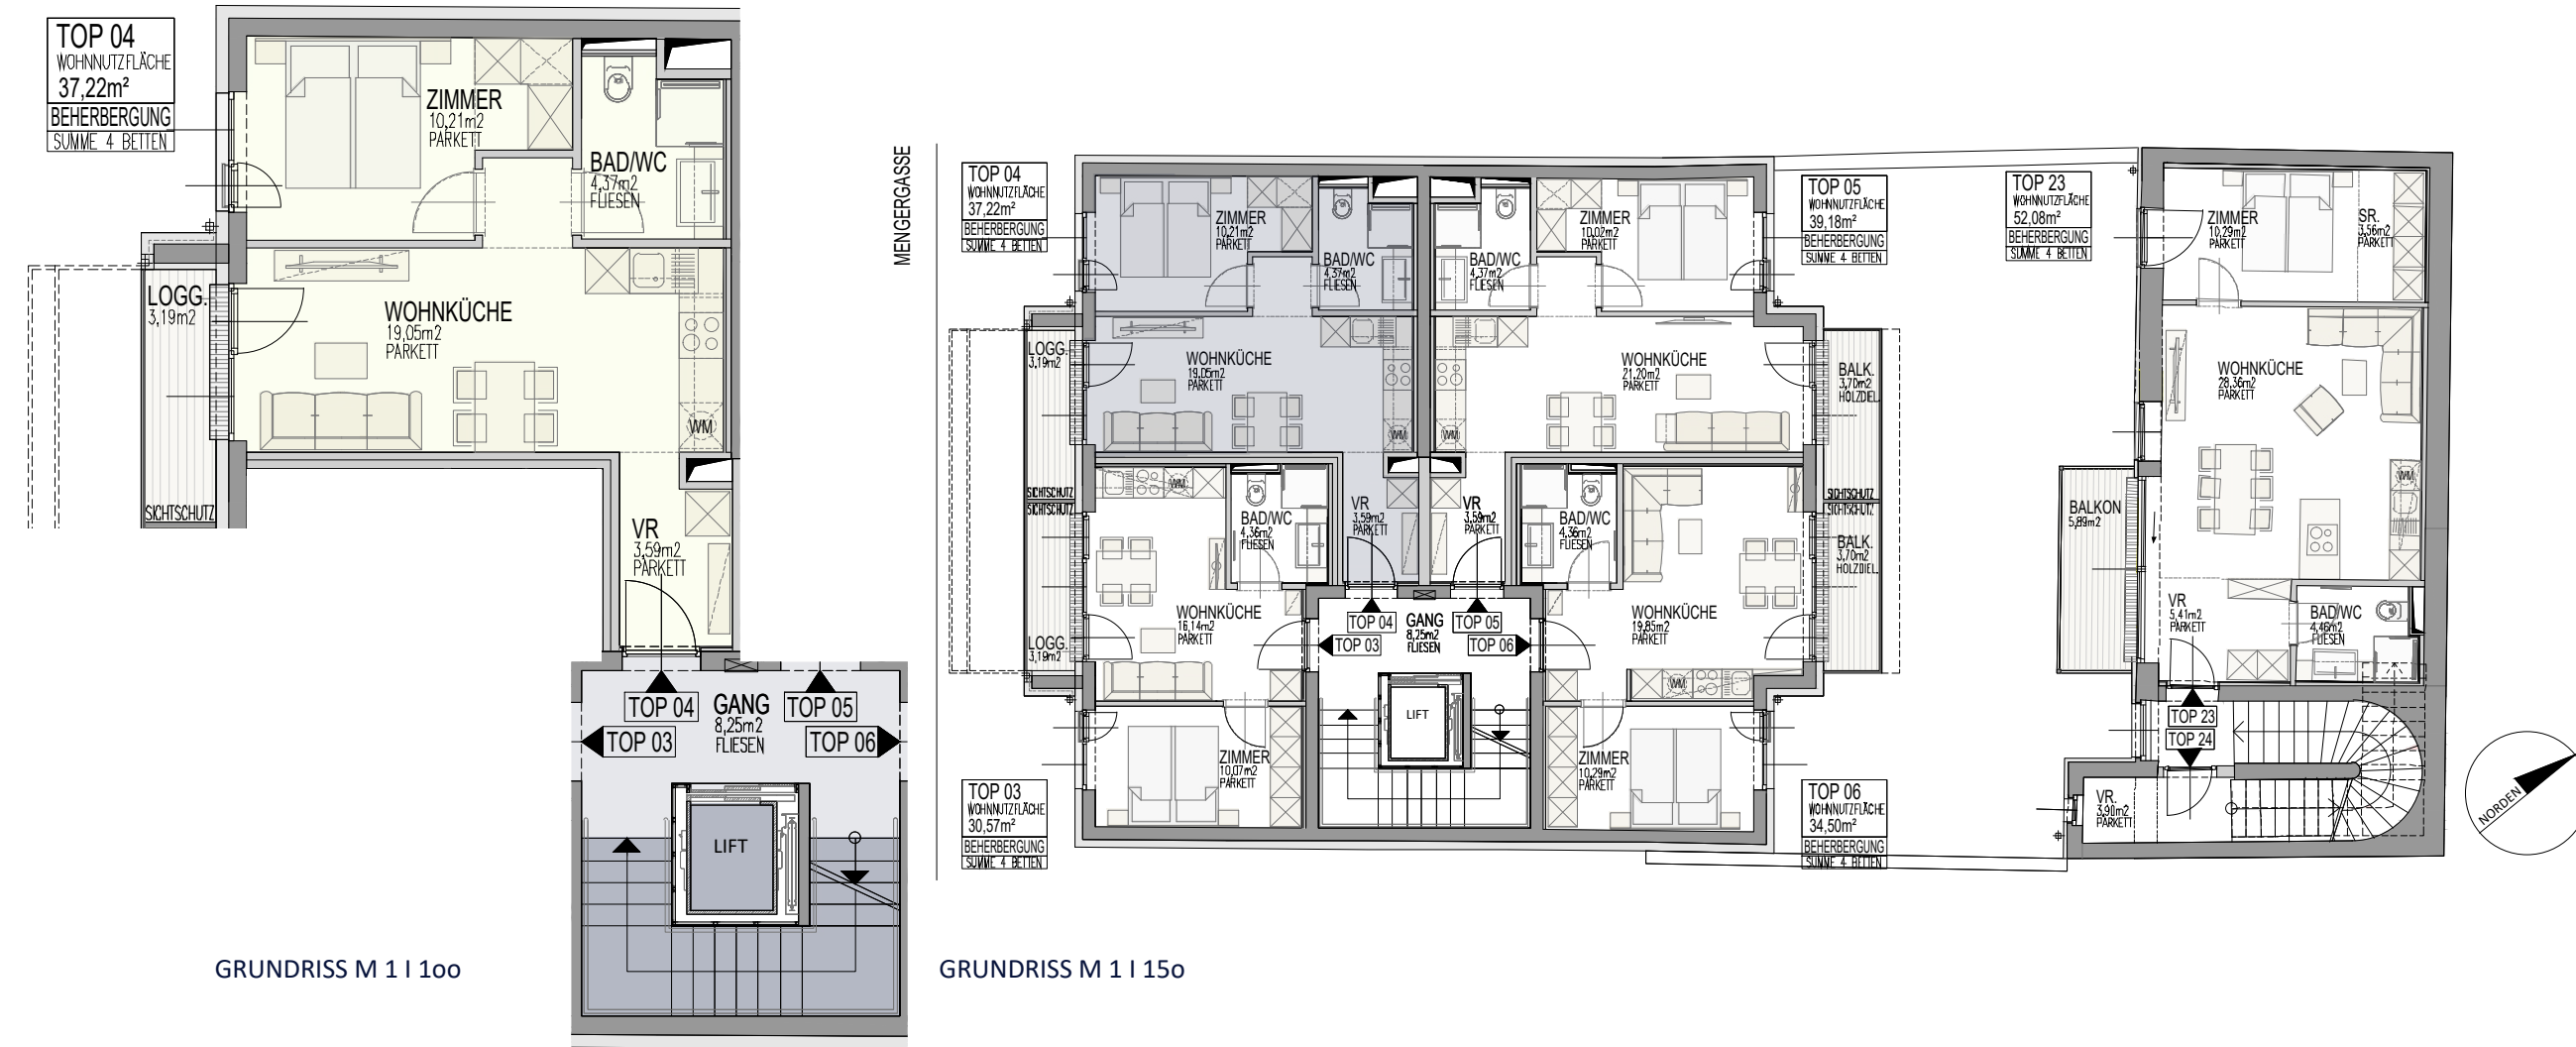 TOP 04
WOHNNUTZFLÄCHE
37,22m²
BEHERBERGUNG
SUMME 4 BETTEN
ZIMMER
10,21m2
PARKETT
BAD/WC
4,37m2
FLIESEN
LOGG.
3,19m2
WOHNKÜCHE
19,05m2
PARKETT
WM
SICHTSCHUTZ
VR
3,59m2
PARKETT
TOP 04
GANG
8,25m2
FLIESEN
TOP 05
TOP 03
TOP 06
LIFT
GRUNDRISS M 1 I 1oo
MENGERGASSE
TOP 04
WOHNNUTZFLÄCHE
37,22m²
BEHERBERGUNG
SUMME 4 BETTEN
ZIMMER
10,21m2
PARKETT
BAD/WC
4,37m2
FLIESEN
BAD/WC
4,37m2
FLIESEN
ZIMMER
10,02m2
PARKETT
TOP 05
WOHNNUTZFLÄCHE
39,18m²
BEHERBERGUNG
SUMME 4 BETTEN
LOGG.
3,19m2
WOHNKÜCHE
19,05m2
PARKETT
WM
WM
WOHNKÜCHE
21,20m2
PARKETT
BALK.
3,70m2
HOLZDIEL.
SICHTSCHUTZ
SICHTSCHUTZ
WM
BAD/WC
4,36m2
FLIESEN
VR
3,59m2
PARKETT
VR
3,59m2
PARKETT
BAD/WC
4,36m2
FLIESEN
SICHTSCHUTZ
SICHTSCHUTZ
BALK.
3,70m2
HOLZDIEL.
WOHNKÜCHE
16,14m2
PARKETT
LOGG.
3,19m2
TOP 04
GANG
8,25m2
FLIESEN
TOP 05
TOP 03
TOP 06
WOHNKÜCHE
19,85m2
PARKETT
WM
LIFT
ZIMMER
10,07m2
PARKETT
ZIMMER
10,29m2
PARKETT
TOP 03
WOHNNUTZFLÄCHE
30,57m²
BEHERBERGUNG
SUMME 4 BETTEN
TOP 06
WOHNNUTZFLÄCHE
34,50m²
BEHERBERGUNG
SUMME 4 BETTEN
TOP 23
WOHNNUTZFLÄCHE
52,08m²
BEHERBERGUNG
SUMME 4 BETTEN
ZIMMER
10,29m2
PARKETT
SR.
3,56m2
PARKETT
WOHNKÜCHE
28,36m2
PARKETT
WM
BALKON
5,89m2
VR
5,41m2
PARKETT
BAD/WC
4,46m2
FLIESEN
TOP 23
TOP 24
VR.
3,90m2
PARKETT
NORDEN
GRUNDRISS M 1 I 15o